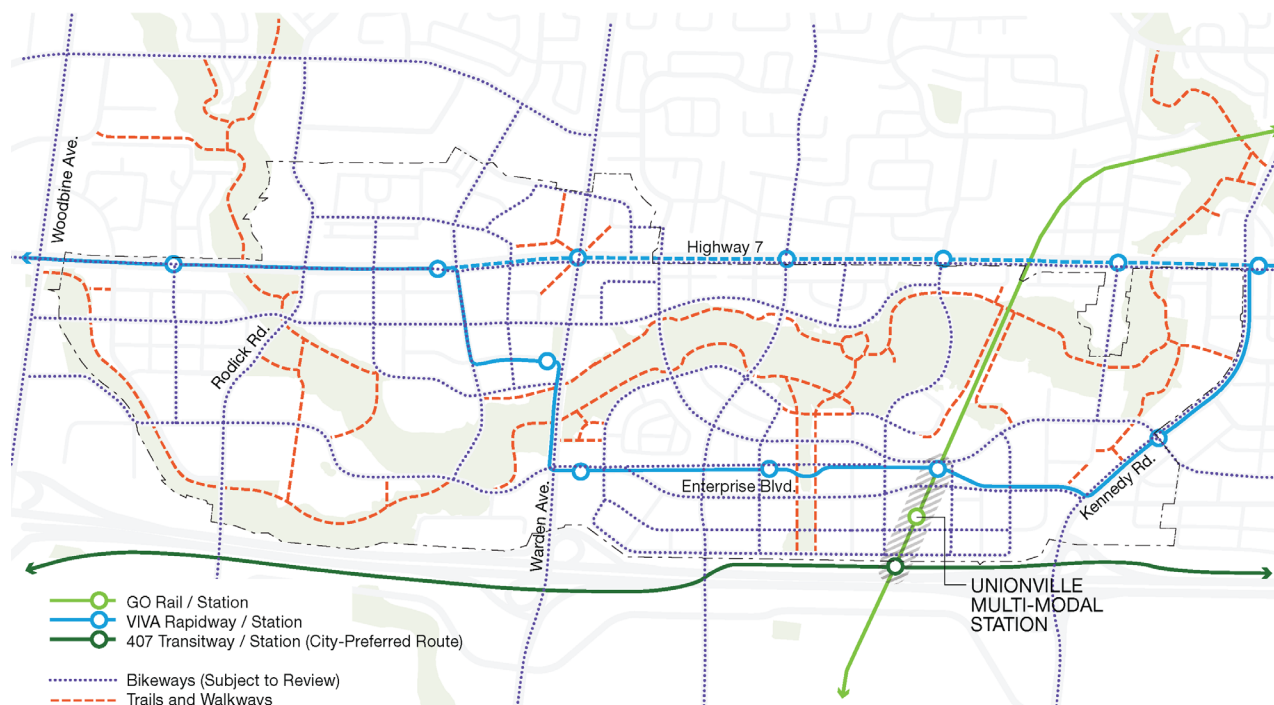 Woodbine Ave.
Highway 7
Rodick Rd.
Enterprise Blvd.
Kennedy Rd.
Warden Ave.
UNIONVILLE
MULTI-MODAL
STATION
GO Rail / Station
VIVA Rapidway / Station
407 Transitway / Station (City-Preferred Route)
Bikeways (Subject to Review)
Trails and Walkways